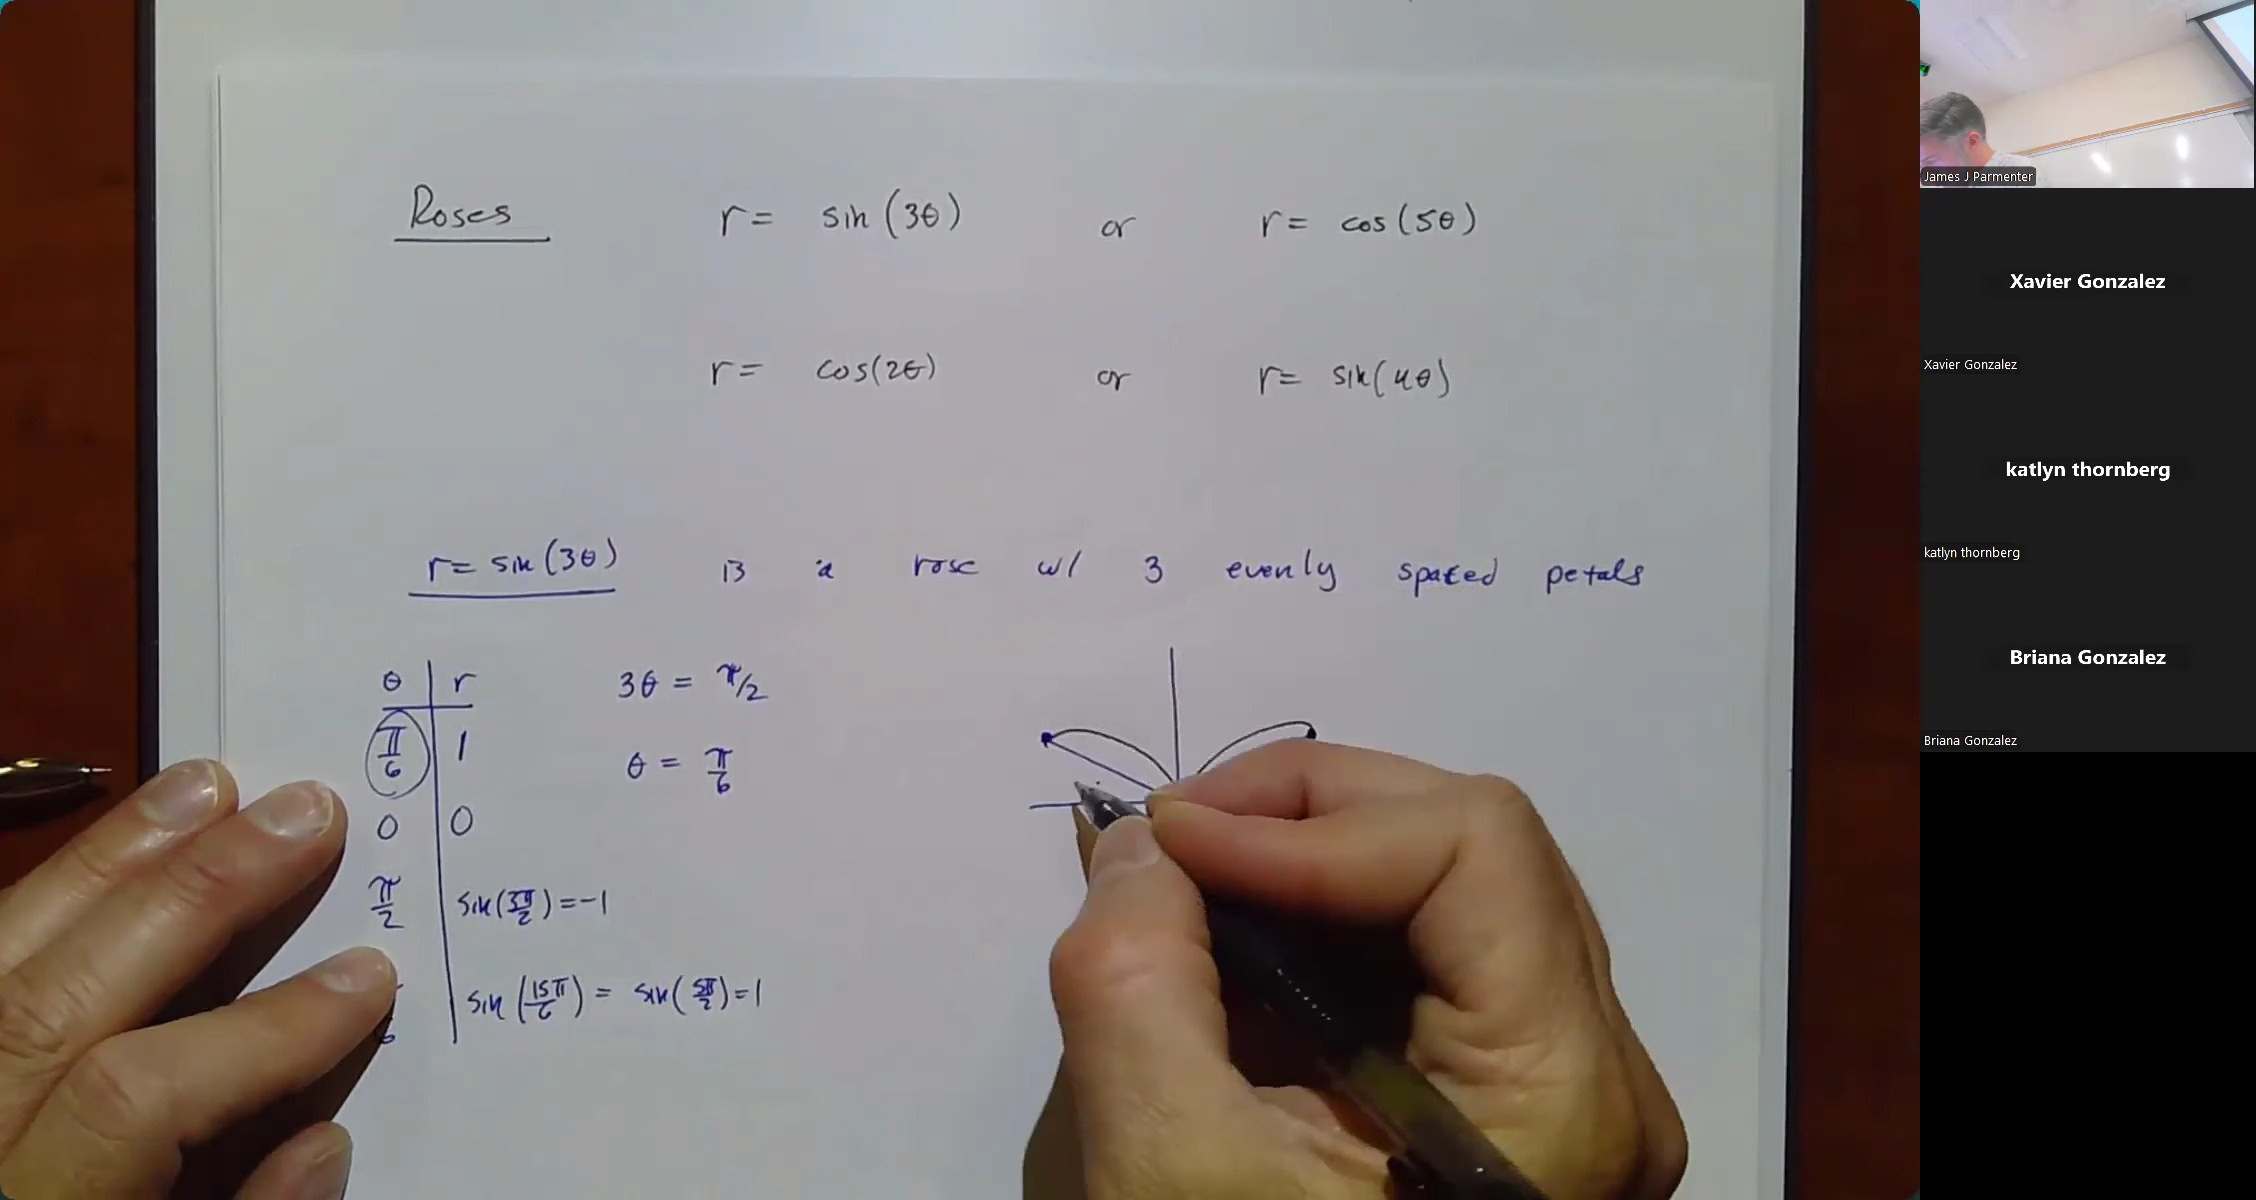 Roses r = sin (3θ) or r = cos (5θ)
r = cos(2θ) or r = sin(4θ)
r = sin (3θ) is a rose w/ 3 evenly spaced petals
θ r 3θ = π/2
π/6 1 θ = π/6
0 0
π/2 sin(3π/2) = -1
6 sin (15π/6) = sin(5π/2) = 1
James J Parmenter
Xavier Gonzalez
Xavier Gonzalez
katlyn thornberg
katlyn thornberg
Briana Gonzalez
Briana Gonzalez